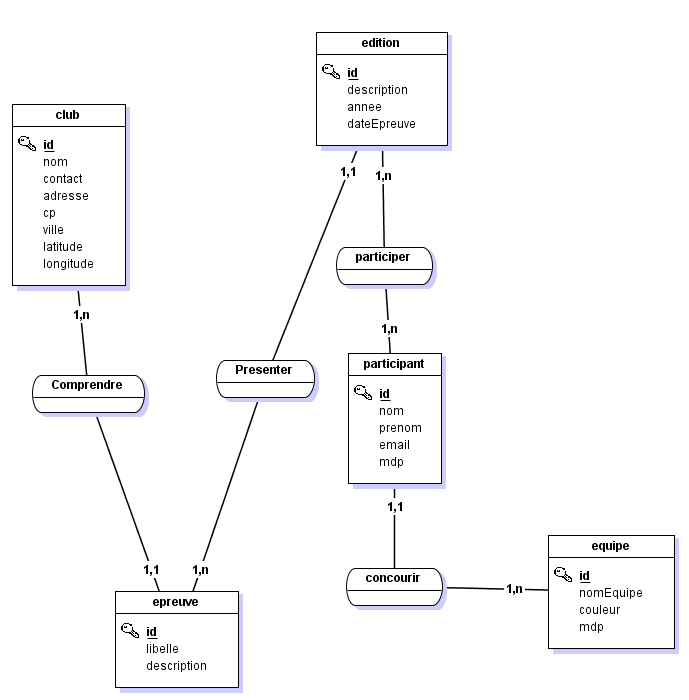 edition
id
description
annee
dateEpreuve
club
id
nom
contact
adresse
cp
ville
latitude
longitude
1,1
1,n
participer
1,n
1,n
participant
id
nom
prenom
email
mdp
Presenter
Comprendre
1,1
concourir
1,n
equipe
id
nomEquipe
couleur
mdp
1,1
1,n
epreuve
id
libelle
description